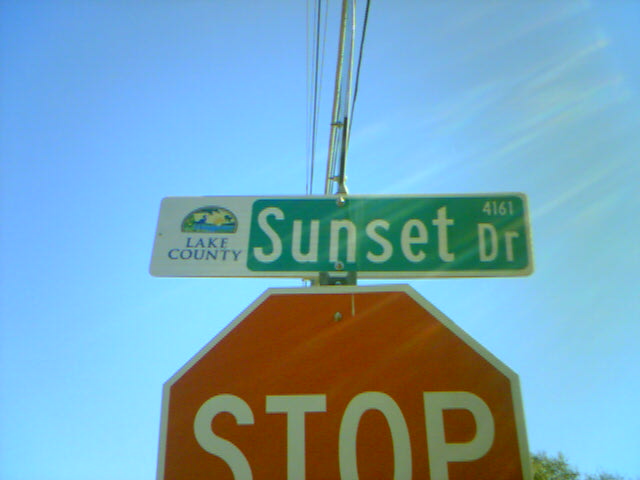 LAKE
COUNTY
Sunset Dr
4161
STOP